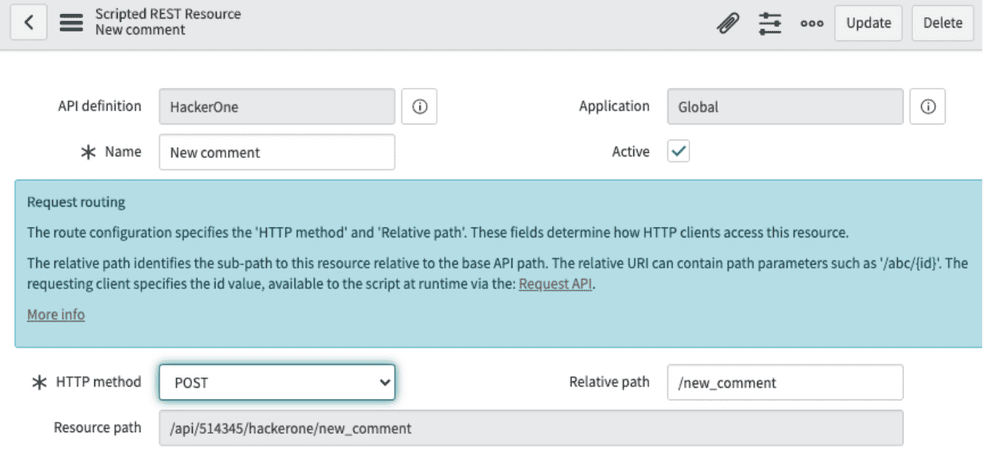 Scripted REST Resource
New comment
Update
Delete
API definition
HackerOne
Application
Global
Name
New comment
Active
Request routing
The route configuration specifies the 'HTTP method' and 'Relative path'. These fields determine how HTTP clients access this resource.
The relative path identifies the sub-path to this resource relative to the base API path. The relative URI can contain path parameters such as '/abc/{id}'. The
requesting client specifies the id value, available to the script at runtime via the: Request API.
More info
HTTP method
POST
Relative path
/new_comment
Resource path
/api/514345/hackerone/new_comment